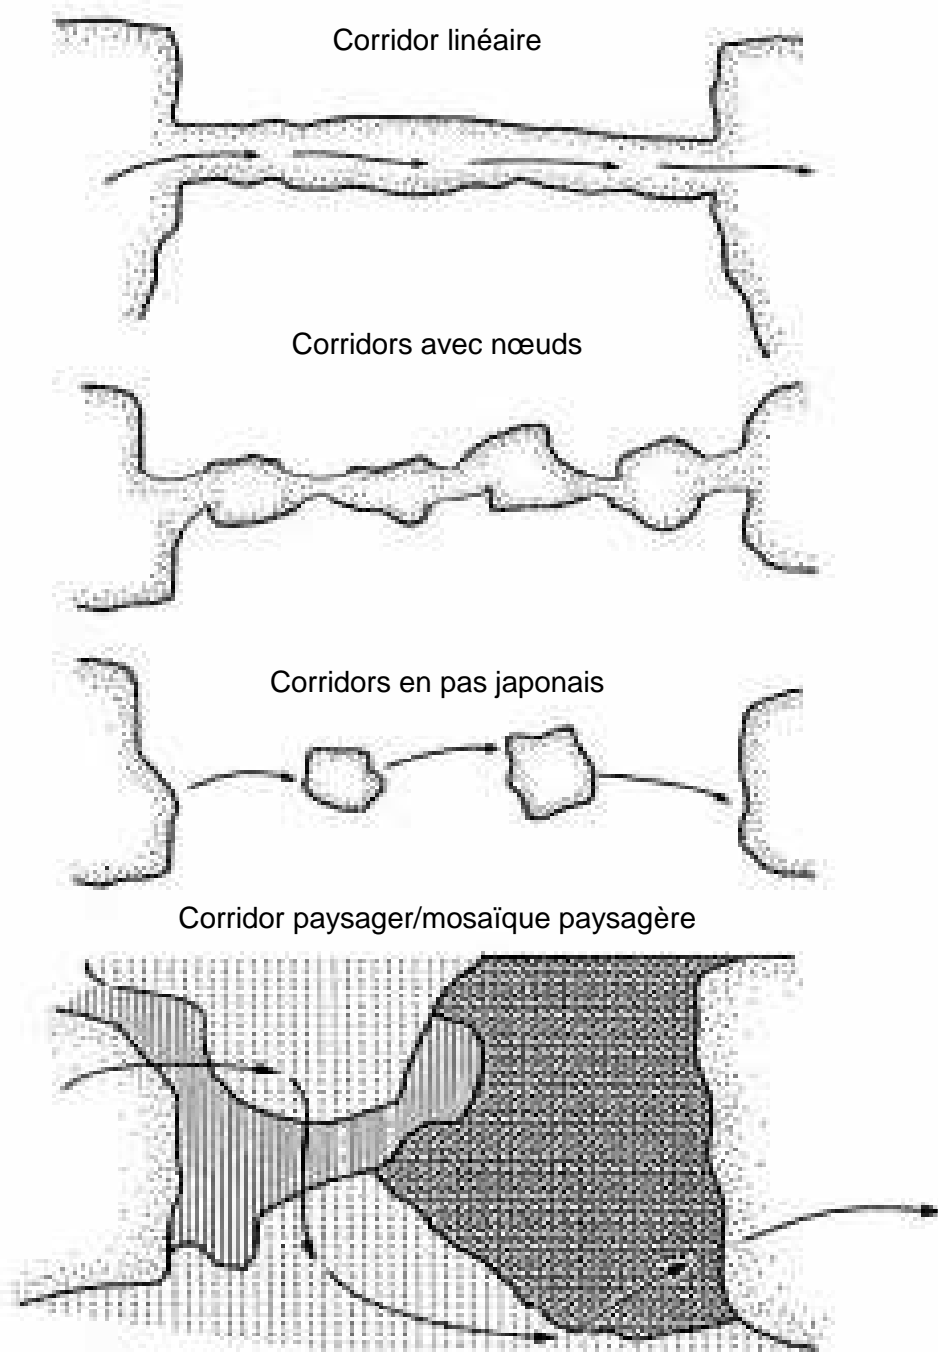 Corridor linéaire
Corridors avec nœuds
Corridors en pas japonais
Corridor paysager/mosaïque paysagère